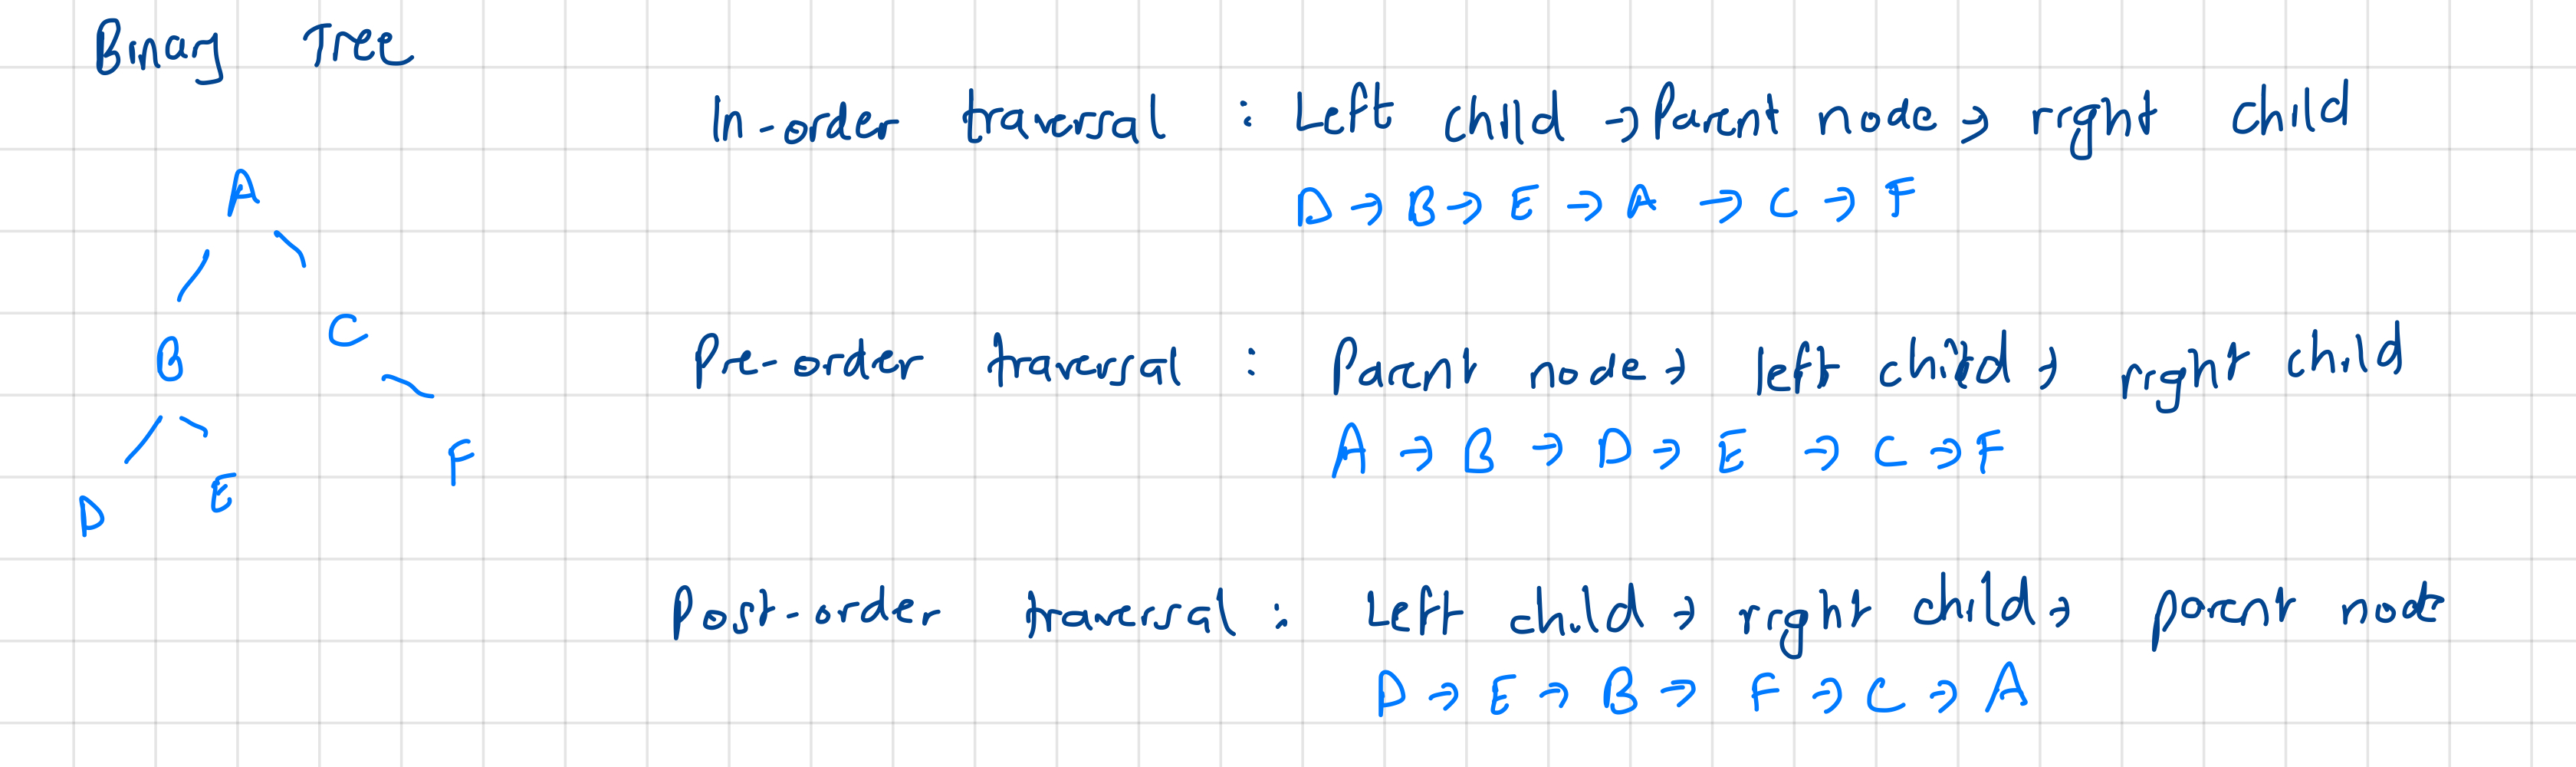 Binary Tree
In-order traversal : Left child → Parent node → right child
D → B → E → A → C → F
A
B
C
D
E
F
Pre-order traversal : Parent node → left child → right child
A → B → D → E → C → F
Post-order traversal : Left child → right child → parent node
D → E → B → F → C → A